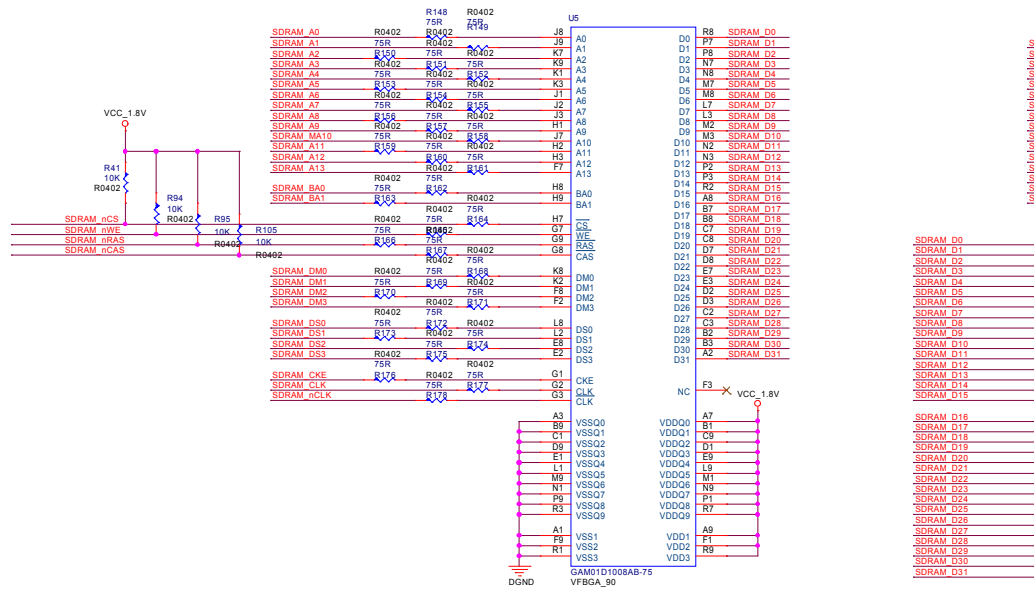 R148 R0402
U5
75R 75R
R149
SDRAM_A0 R0402 R0402 J8 A0 D0 R8 SDRAM_D0
SDRAM_A1 75R R0402 J9 A1 D1 P7 SDRAM_D1
SDRAM_A2 R150 75R R0402 K7 A2 D2 P8 SDRAM_D2
SDRAM_A3 R0402 R151 75R K9 A3 D3 N7 SDRAM_D3
SDRAM_A4 75R R0402 R152 K1 A4 D4 N8 SDRAM_D4
SDRAM_A5 R153 75R R0402 K3 A5 D5 M7 SDRAM_D5
SDRAM_A6 R0402 R154 75R J1 A6 D6 M8 SDRAM_D6
SDRAM_A7 75R R0402 R155 J2 A7 D7 L7 SDRAM_D7
SDRAM_A8 R156 75R R0402 J3 A8 D8 L3 SDRAM_D8
SDRAM_A9 R0402 R157 75R H1 A9 D9 M2 SDRAM_D9
SDRAM_MA10 75R R0402 R158 J7 A10 D10 M3 SDRAM_D10
SDRAM_A11 R159 75R R0402 H2 A11 D11 N2 SDRAM_D11
SDRAM_A12 R160 75R H3 A12 D12 N3 SDRAM_D12
SDRAM_A13 R0402 R161 F7 A13 D13 P2 SDRAM_D13
R0402 75R D14 P3 SDRAM_D14
SDRAM_BA0 75R R162 R0402 H8 BA0 D15 R2 SDRAM_D15
SDRAM_BA1 R163 75R H9 BA1 D16 A8 SDRAM_D16
R0402 D17 B7 SDRAM_D17
75R R164 H7 CS D18 B8 SDRAM_D18
R0402 G7 WE D19 C7 SDRAM_D19
75R R166 75R G9 RAS D20 C8 SDRAM_D20
R167 R0402 G8 CAS D21 D7 SDRAM_D21
R0402 75R D22 D8 SDRAM_D22
SDRAM_DM0 R0402 75R R168 K8 DM0 D23 E7 SDRAM_D23
SDRAM_DM1 75R R169 R0402 K2 DM1 D24 E3 SDRAM_D24
SDRAM_DM2 R170 75R F8 DM2 D25 D2 SDRAM_D25
SDRAM_DM3 R0402 R0402 R171 F2 DM3 D26 D3 SDRAM_D26
75R 75R D27 C2 SDRAM_D27
SDRAM_DS0 75R R172 R0402 L8 DS0 D28 C3 SDRAM_D28
SDRAM_DS1 R173 R0402 75R L2 DS1 D29 B2 SDRAM_D29
SDRAM_DS2 75R 75R R174 E8 DS2 D30 B3 SDRAM_D30
SDRAM_DS3 R0402 R175 R0402 E2 DS3 D31 A2 SDRAM_D31
75R 75R
SDRAM_CKE R176 R0402 75R G1 CKE
SDRAM_CLK 75R R177 G2 CLK NC F3
SDRAM_nCLK R178 G3 CLK
VCC_1.8V
VCC_1.8V
R41
10K
R0402
R94
10K
R0402
R95
10K
R0402
R105
10K
R0402
SDRAM_nCS
SDRAM_nWE
SDRAM_nRAS
SDRAM_nCAS
A3 VSSQ0 VDDQ0 A7
B9 VSSQ1 VDDQ1 B1
C1 VSSQ2 VDDQ2 C9
D9 VSSQ3 VDDQ3 D1
E1 VSSQ4 VDDQ4 E9
L1 VSSQ5 VDDQ5 L9
M9 VSSQ6 VDDQ6 M1
N1 VSSQ7 VDDQ7 N9
P9 VSSQ8 VDDQ8 P1
R3 VSSQ9 VDDQ9 R7
A1 VSS1 VDD1 A9
F9 VSS2 VDD2 F1
R1 VSS3 VDD3 R9
DGND
GAM01D1008AB-75
VFBGA_90
SDRAM_D0
SDRAM_D1
SDRAM_D2
SDRAM_D3
SDRAM_D4
SDRAM_D5
SDRAM_D6
SDRAM_D7
SDRAM_D8
SDRAM_D9
SDRAM_D10
SDRAM_D11
SDRAM_D12
SDRAM_D13
SDRAM_D14
SDRAM_D15
SDRAM_D16
SDRAM_D17
SDRAM_D18
SDRAM_D19
SDRAM_D20
SDRAM_D21
SDRAM_D22
SDRAM_D23
SDRAM_D24
SDRAM_D25
SDRAM_D26
SDRAM_D27
SDRAM_D28
SDRAM_D29
SDRAM_D30
SDRAM_D31